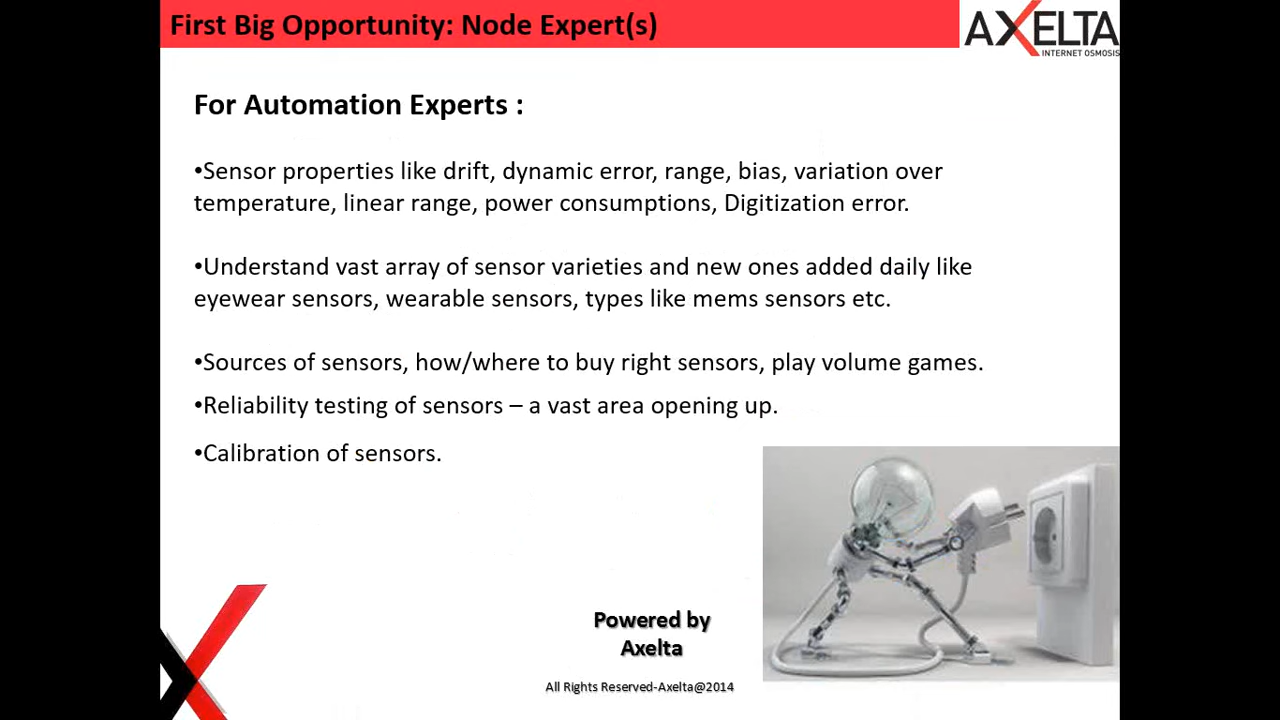 First Big Opportunity: Node Expert(s)
AXELTA
INTERNET OSMOSIS
For Automation Experts :
•Sensor properties like drift, dynamic error, range, bias, variation over
temperature, linear range, power consumptions, Digitization error.
•Understand vast array of sensor varieties and new ones added daily like
eyewear sensors, wearable sensors, types like mems sensors etc.
•Sources of sensors, how/where to buy right sensors, play volume games.
•Reliability testing of sensors – a vast area opening up.
•Calibration of sensors.
Powered by
Axelta
All Rights Reserved-Axelta@2014